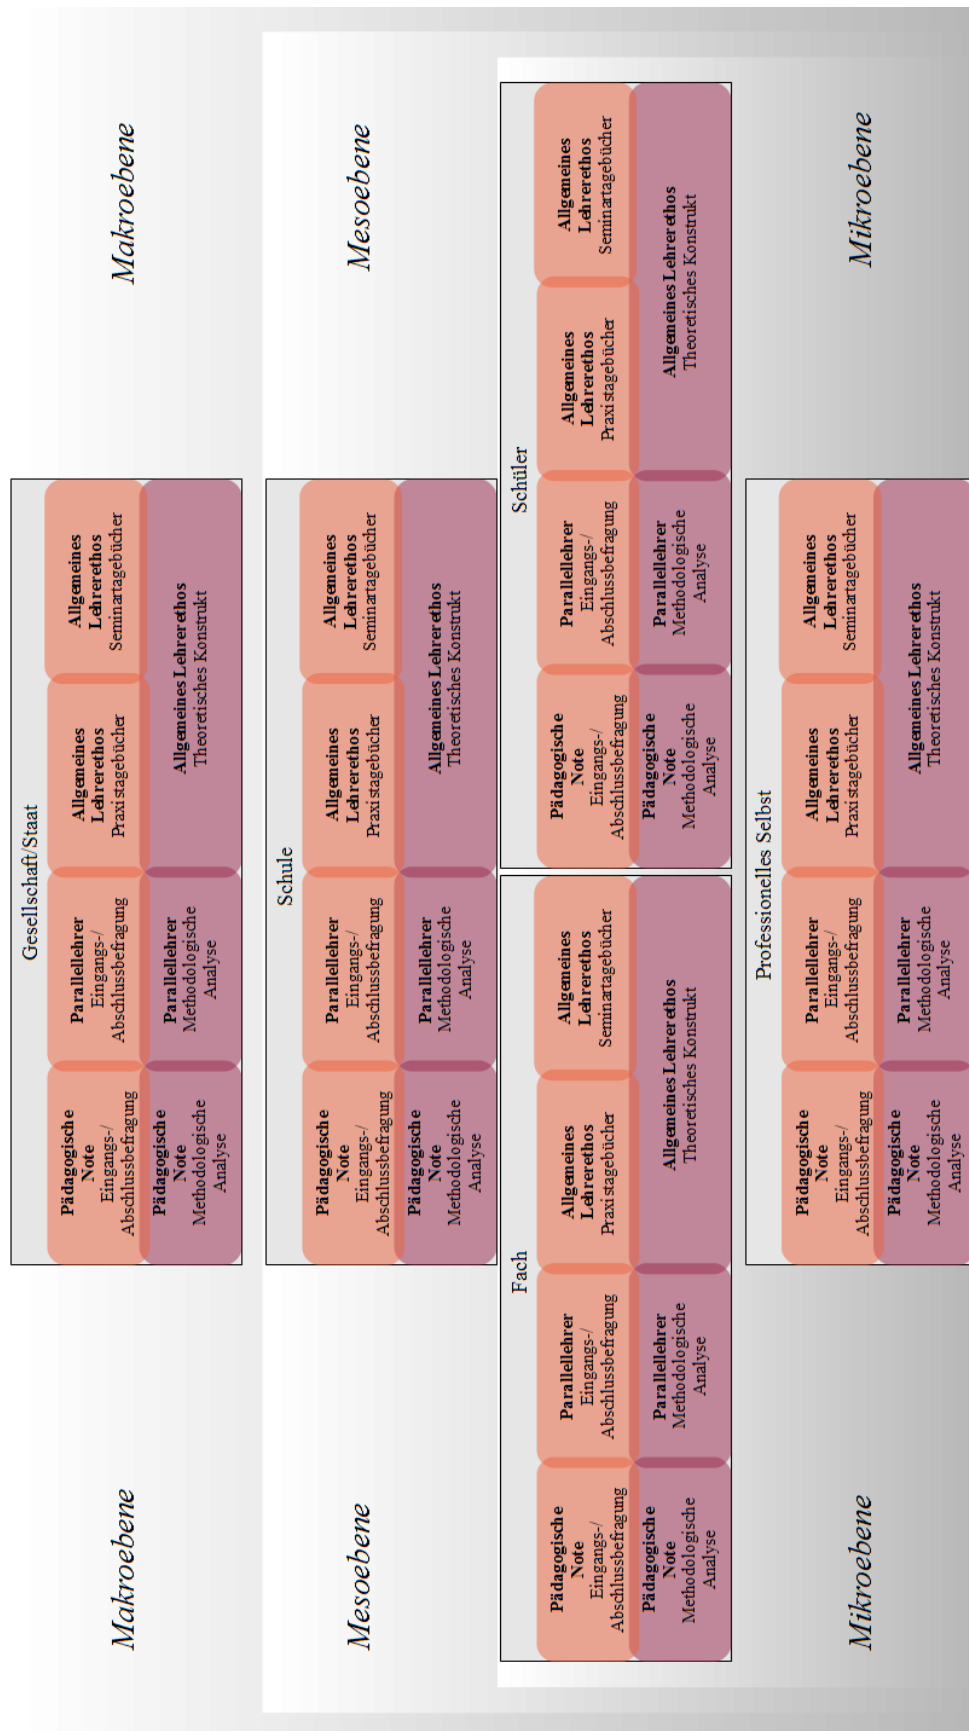 Gesellschaft/Staat
Makroebene
Pädagogische
Note
Eingangs-/
Abschlussbefragung
Parallellehrer
Eingangs-/
Abschlussbefragung
Allgemeines
Lehrerethos
Praxistagebücher
Allgemeines
Lehrerethos
Seminartagebücher
Makroebene
Pädagogische
Note
Methodologische
Analyse
Parallellehrer
Methodologische
Analyse
Allgemeines Lehrerethos
Theoretisches Konstrukt
Schule
Mesoebene
Pädagogische
Note
Eingangs-/
Abschlussbefragung
Parallellehrer
Eingangs-/
Abschlussbefragung
Allgemeines
Lehrerethos
Praxistagebücher
Allgemeines
Lehrerethos
Seminartagebücher
Mesoebene
Pädagogische
Note
Methodologische
Analyse
Parallellehrer
Methodologische
Analyse
Allgemeines Lehrerethos
Theoretisches Konstrukt
Fach
Pädagogische
Note
Eingangs-/
Abschlussbefragung
Parallellehrer
Eingangs-/
Abschlussbefragung
Allgemeines
Lehrerethos
Praxistagebücher
Allgemeines
Lehrerethos
Seminartagebücher
Pädagogische
Note
Methodologische
Analyse
Parallellehrer
Methodologische
Analyse
Allgemeines Lehrerethos
Theoretisches Konstrukt
Schüler
Pädagogische
Note
Eingangs-/
Abschlussbefragung
Parallellehrer
Eingangs-/
Abschlussbefragung
Allgemeines
Lehrerethos
Praxistagebücher
Allgemeines
Lehrerethos
Seminartagebücher
Pädagogische
Note
Methodologische
Analyse
Parallellehrer
Methodologische
Analyse
Allgemeines Lehrerethos
Theoretisches Konstrukt
Professionelles Selbst
Mikroebene
Pädagogische
Note
Eingangs-/
Abschlussbefragung
Parallellehrer
Eingangs-/
Abschlussbefragung
Allgemeines
Lehrerethos
Praxistagebücher
Allgemeines
Lehrerethos
Seminartagebücher
Mikroebene
Pädagogische
Note
Methodologische
Analyse
Parallellehrer
Methodologische
Analyse
Allgemeines Lehrerethos
Theoretisches Konstrukt